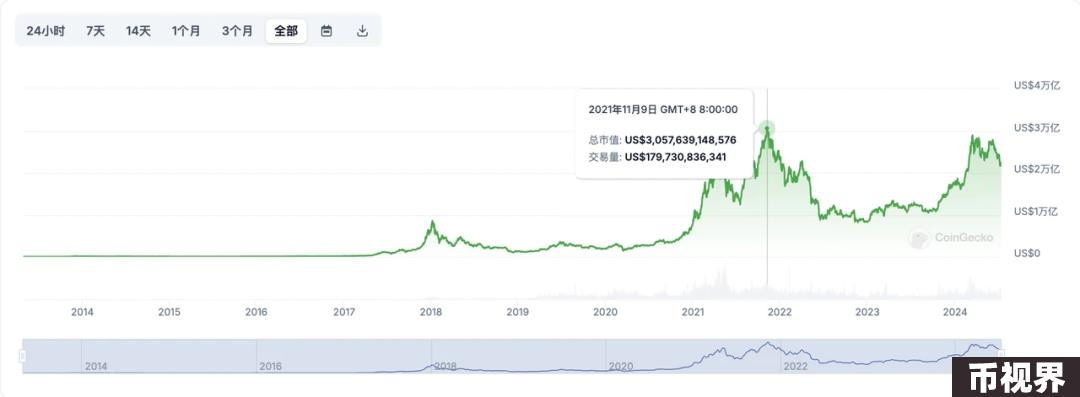 24小时 7天 14天 1个月 3个月 全部
US$4万亿
2021年11月9日 GMT+8 8:00:00
总市值: US$3,057,639,148,576
交易量: US$179,730,836,341
US$3万亿
US$2万亿
US$1万亿
CoinGecko
US$0
2014 2015 2016 2017 2018 2019 2020 2021 2022 2023 2024
2014 2016 2018 2020 2022
币视界